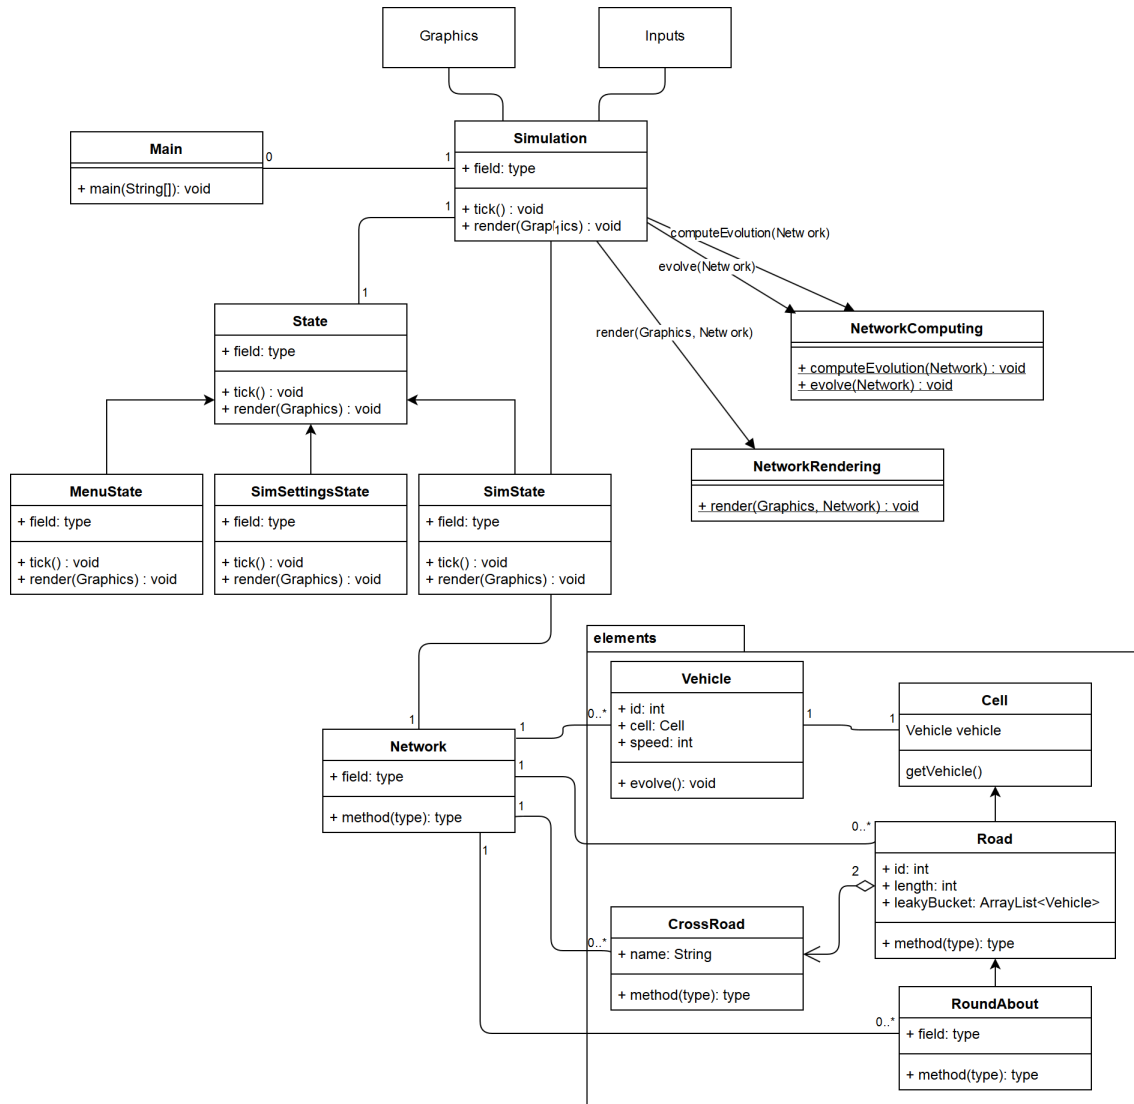 Graphics
Inputs
Main
+ main(String[]): void
0
1
Simulation
+ field: type
+ tick() : void
+ render(Graphics) : void
1
1
1
computeEvolution(Network)
evolve(Network)
render(Graphics, Network)
State
+ field: type
+ tick() : void
+ render(Graphics) : void
NetworkComputing
+ computeEvolution(Network) : void
+ evolve(Network) : void
NetworkRendering
+ render(Graphics, Network) : void
MenuState
+ field: type
+ tick() : void
+ render(Graphics) : void
SimSettingsState
+ field: type
+ tick() : void
+ render(Graphics) : void
SimState
+ field: type
+ tick() : void
+ render(Graphics) : void
elements
1
Network
+ field: type
+ method(type): type
1
0..*
1
1
1
Vehicle
+ id: int
+ cell: Cell
+ speed: int
+ evolve(): void
1
1
Cell
Vehicle vehicle
getVehicle()
0..*
Road
+ id: int
+ length: int
+ leakyBucket: ArrayList<Vehicle>
+ method(type): type
2
0..*
CrossRoad
+ name: String
+ method(type): type
0..*
RoundAbout
+ field: type
+ method(type): type